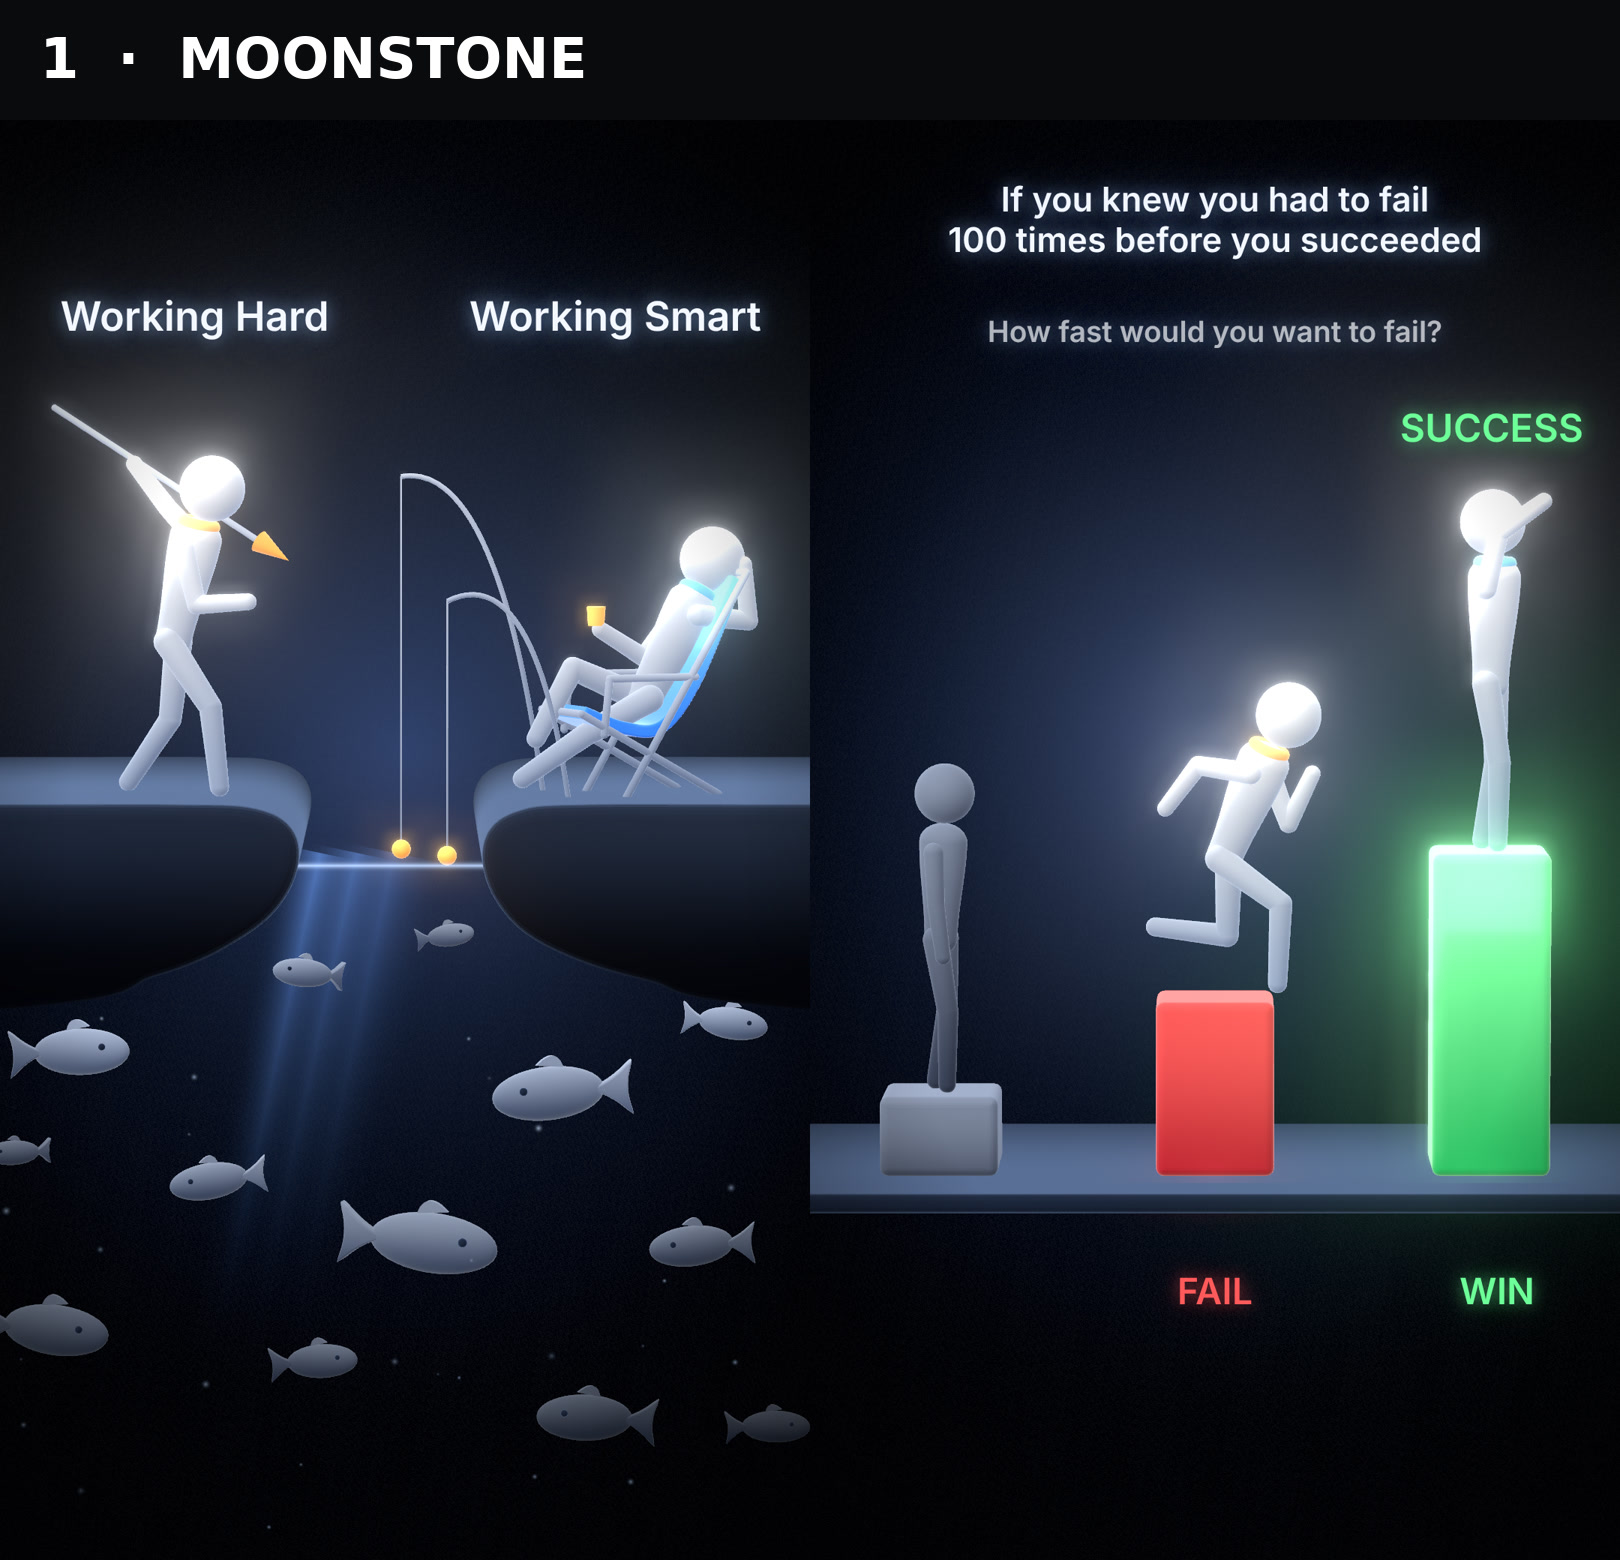 1 · MOONSTONE
Working Hard
Working Smart
If you knew you had to fail
100 times before you succeeded
How fast would you want to fail?
SUCCESS
FAIL
WIN